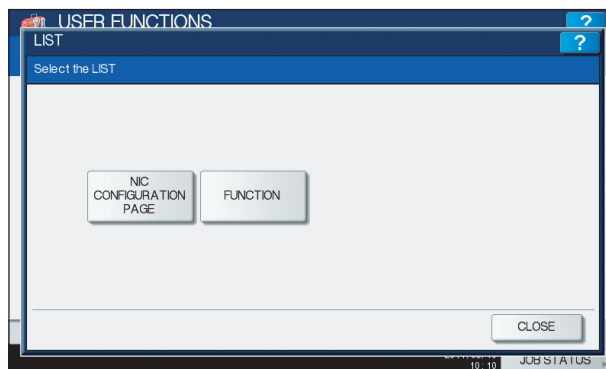 USER FUNCTIONS
?
LIST
?
Select the LIST
NIC
CONFIGURATION
PAGE
FUNCTION
CLOSE
10:10
JOB STATUS